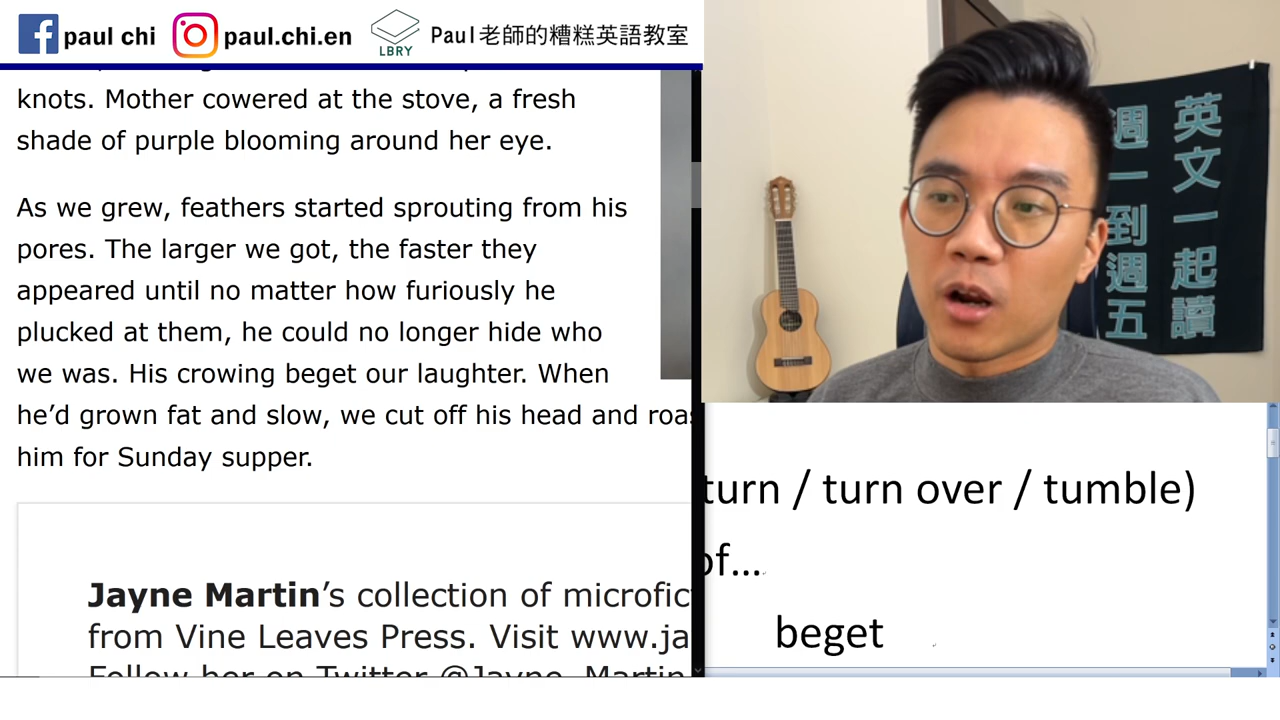 paul chi
paul.chi.en
LBRY
Paul老師的糟糕英語教室
knots. Mother cowered at the stove, a fresh
shade of purple blooming around her eye.
As we grew, feathers started sprouting from his
pores. The larger we got, the faster they
appeared until no matter how furiously he
plucked at them, he could no longer hide who
we was. His crowing beget our laughter. When
he’d grown fat and slow, we cut off his head and roas
him for Sunday supper.
Jayne Martin’s collection of microfic
from Vine Leaves Press. Visit www.ja
Follow her on Twitter @Jayne_Martin
英文一起讀
週一到週五
turn / turn over / tumble)
of…
beget